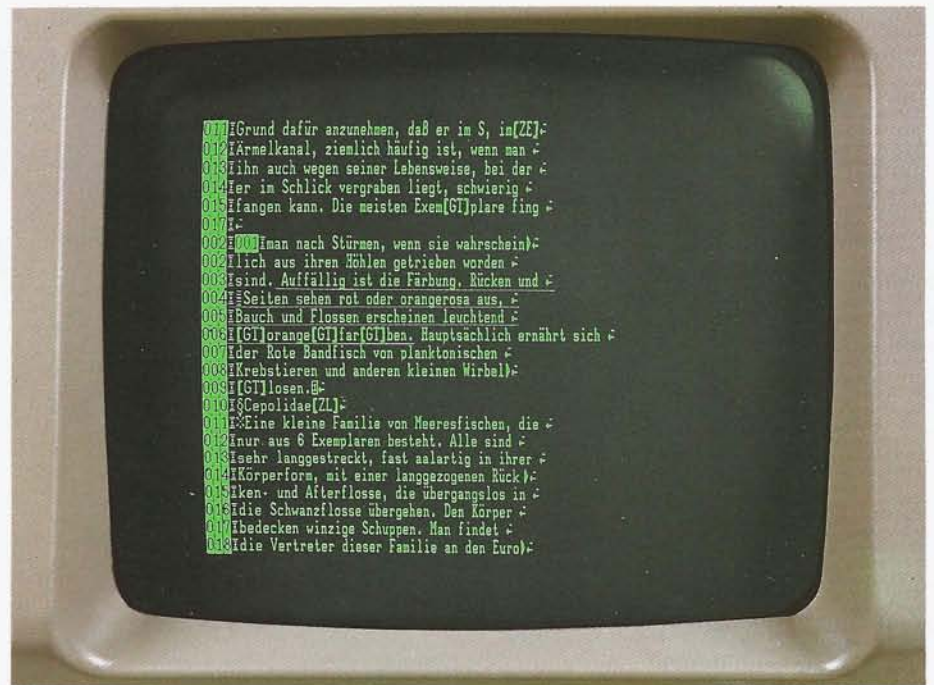 011 Grund dafür anzunehmen, daß er im S, im[ZE]
012 Ärmelkanal, ziemlich häufig ist, wenn man
013 ihn auch wegen seiner Lebensweise, bei der
014 er im Schlick vergraben liegt, schwierig
015 fangen kann. Die meisten Exem[GT]plare fing
017
002 001 man nach Stürmen, wenn sie wahrschein)
002 lich aus ihren Höhlen getrieben worden
003 sind. Auffällig ist die Färbung. Rücken und
004 Seiten sehen rot oder orangerosa aus,
005 Bauch und Flossen erscheinen leuchtend
006 [GT]orange[GT]far[GT]ben. Hauptsächlich ernährt sich
007 der Rote Bandfisch von planktonischen
008 Krebstieren und anderen kleinen Wirbel)
009 [GT]losen.
010 §Cepolidae[ZL]
011 Eine kleine Familie von Meeresfischen, die
012 nur aus 6 Exemplaren besteht. Alle sind
013 sehr langgestreckt, fast aalartig in ihrer
014 Körperform, mit einer langgezogenen Rück)
015 ken- und Afterflosse, die übergangslos in
016 die Schwanzflosse übergehen. Den Körper
017 bedecken winzige Schuppen. Man findet
018 die Vertreter dieser Familie an den Euro)